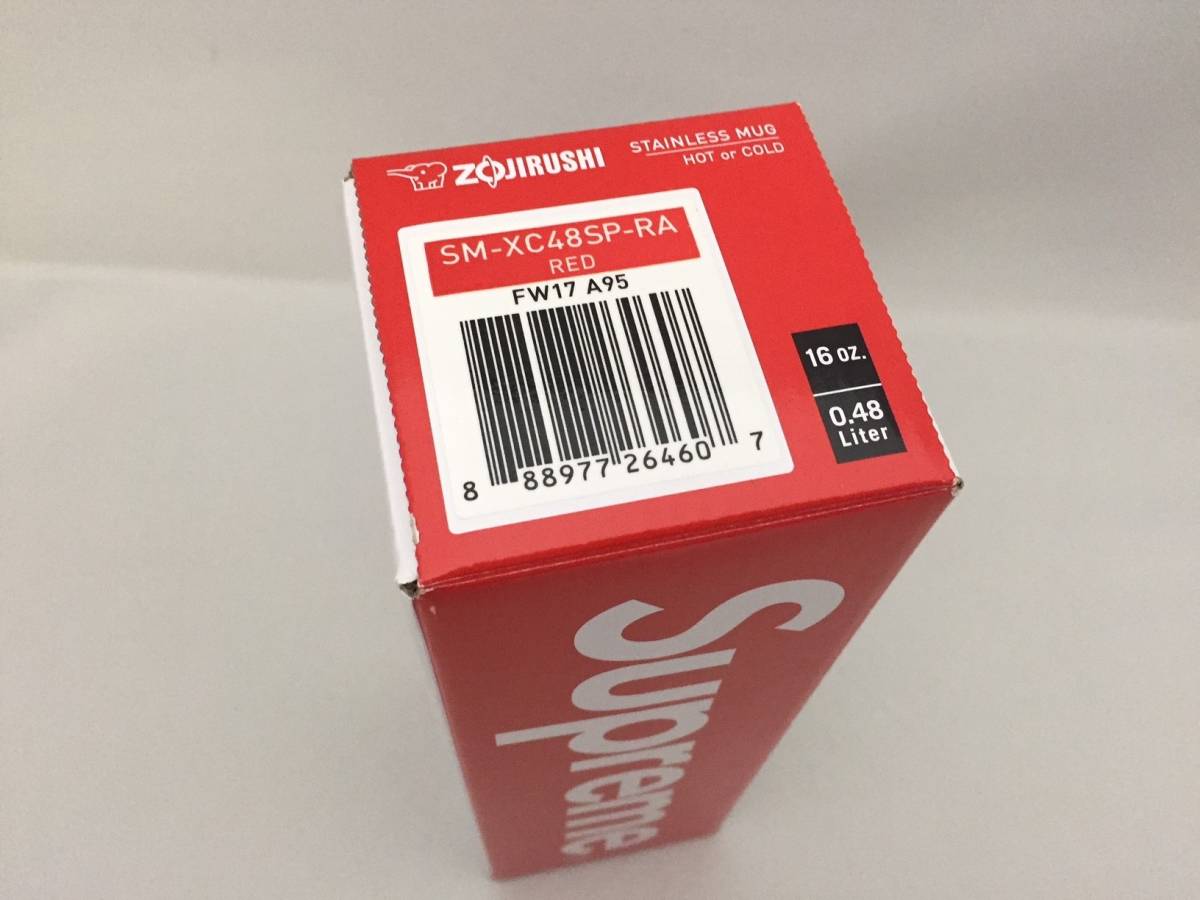 ZOJIRUSHI
STAINLESS MUG
HOT or COLD
SM-XC48SP-RA
RED
FW17 A95
8 88977 26460 7
16 OZ.
0.48
Liter
Supreme